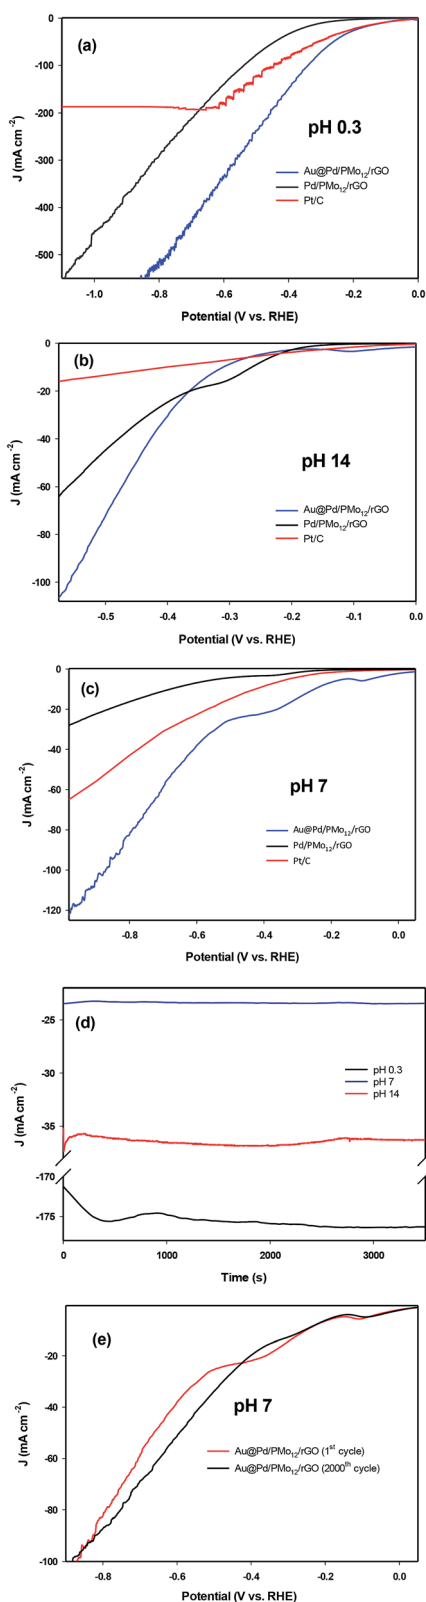 (a)
0
-100
-200
-300
-400
-500
J (mA cm⁻²)
pH 0.3
Au@Pd/PMo₁₂/rGO
Pd/PMo₁₂/rGO
Pt/C
-1.0 -0.8 -0.6 -0.4 -0.2 0.0
Potential (V vs. RHE)
(b)
0
-20
-40
-60
-80
-100
J (mA cm⁻²)
pH 14
Au@Pd/PMo₁₂/rGO
Pd/PMo₁₂/rGO
Pt/C
-0.5 -0.4 -0.3 -0.2 -0.1 0.0
Potential (V vs. RHE)
(c)
0
-20
-40
-60
-80
-100
-120
J (mA cm⁻²)
pH 7
Au@Pd/PMo₁₂/rGO
Pd/PMo₁₂/rGO
Pt/C
-0.8 -0.6 -0.4 -0.2 0.0
Potential (V vs. RHE)
(d)
-25
-30
-36
-170
-175
J (mA cm⁻²)
pH 0.3
pH 7
pH 14
0 1000 2000 3000
Time (s)
(e)
-20
-40
-60
-80
-100
J (mA cm⁻²)
pH 7
Au@Pd/PMo₁₂/rGO (1ˢᵗ cycle)
Au@Pd/PMo₁₂/rGO (2000ᵗʰ cycle)
-0.8 -0.6 -0.4 -0.2 0.0
Potential (V vs. RHE)